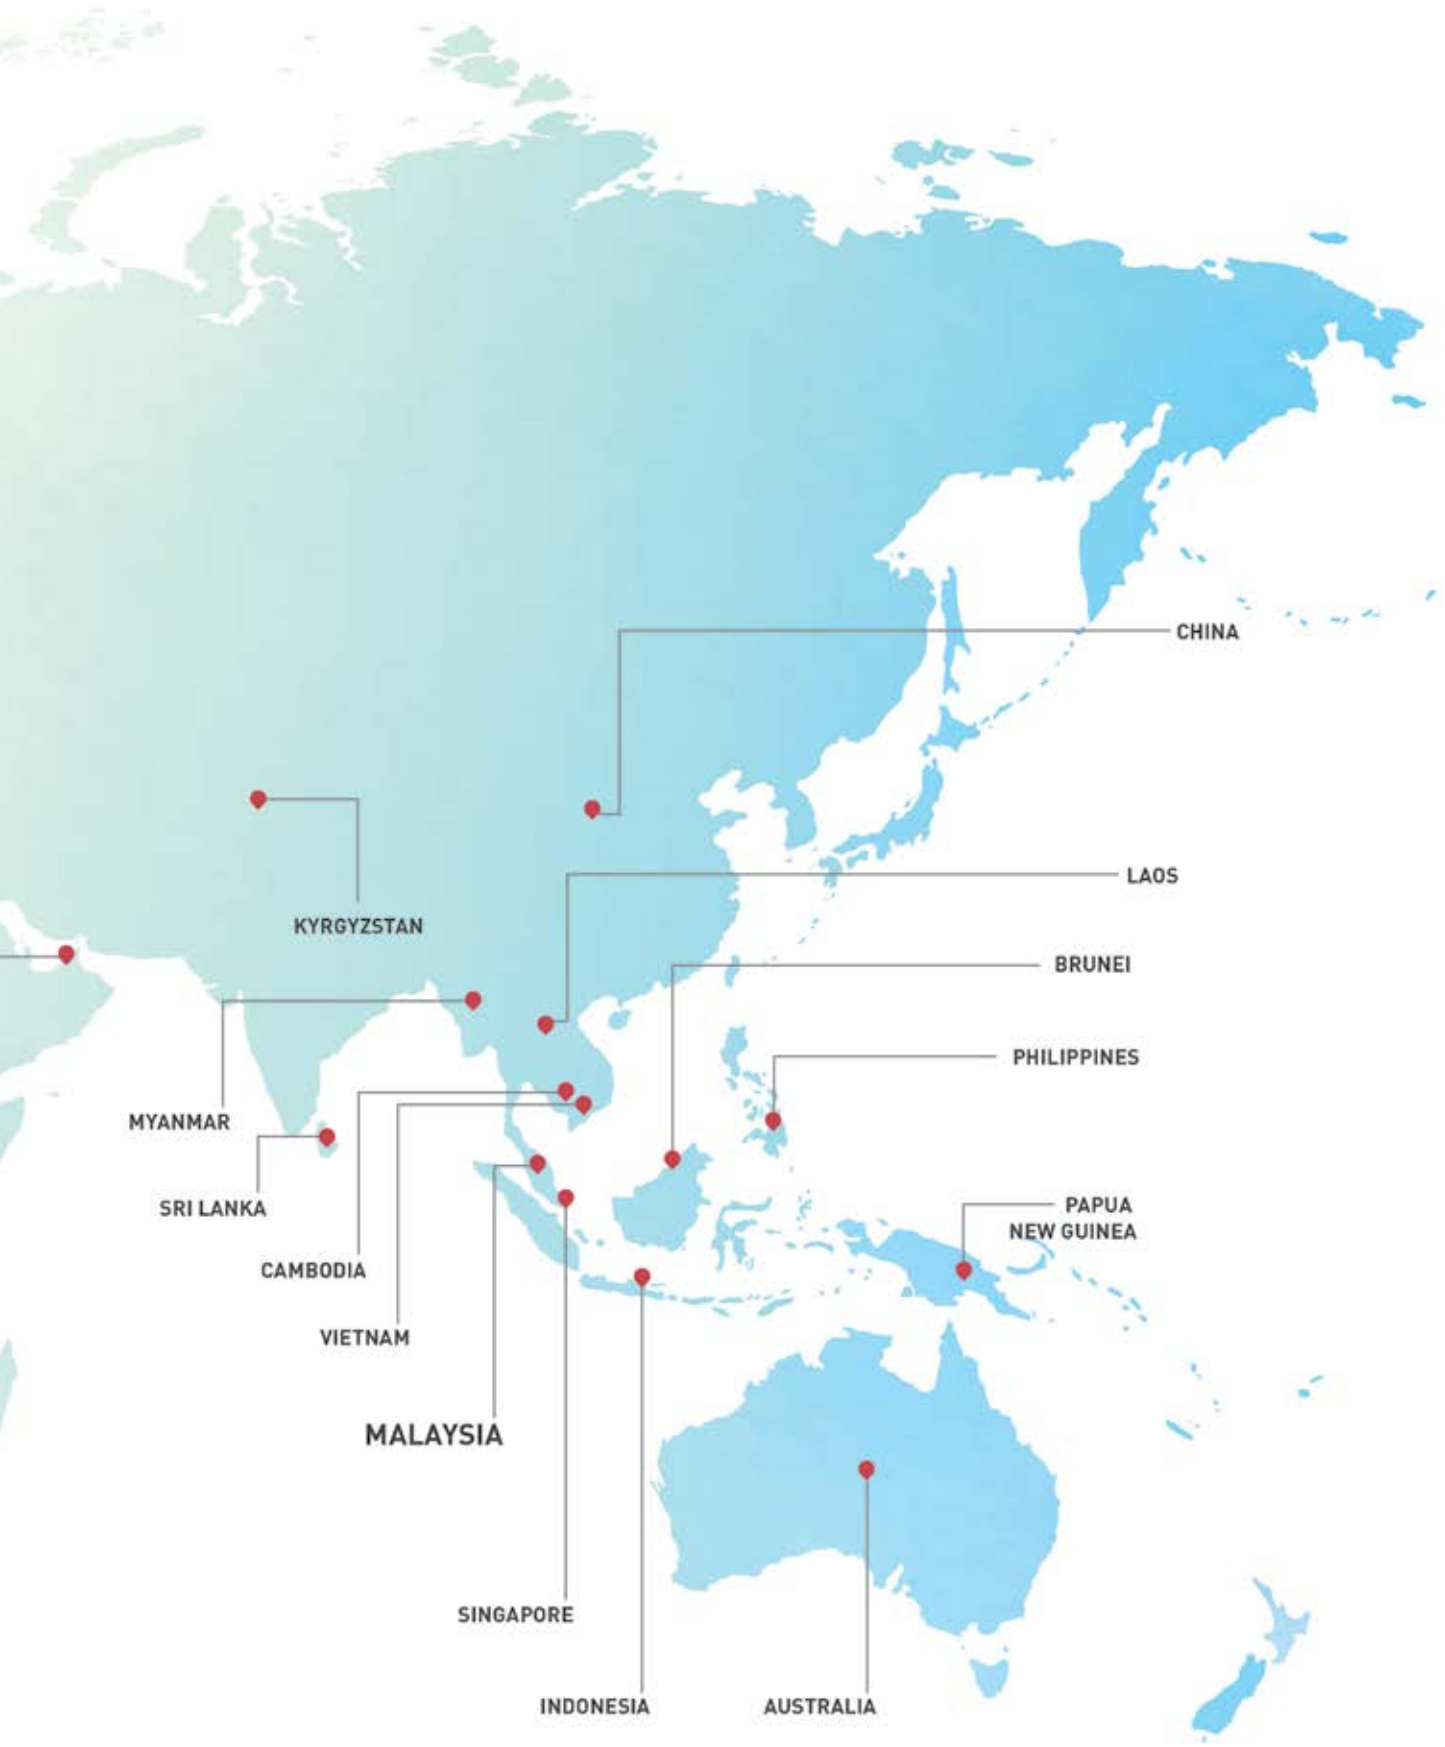 CHINA
LAOS
KYRGYZSTAN
BRUNEI
PHILIPPINES
MYANMAR
SRI LANKA
PAPUA
NEW GUINEA
CAMBODIA
VIETNAM
MALAYSIA
SINGAPORE
INDONESIA
AUSTRALIA